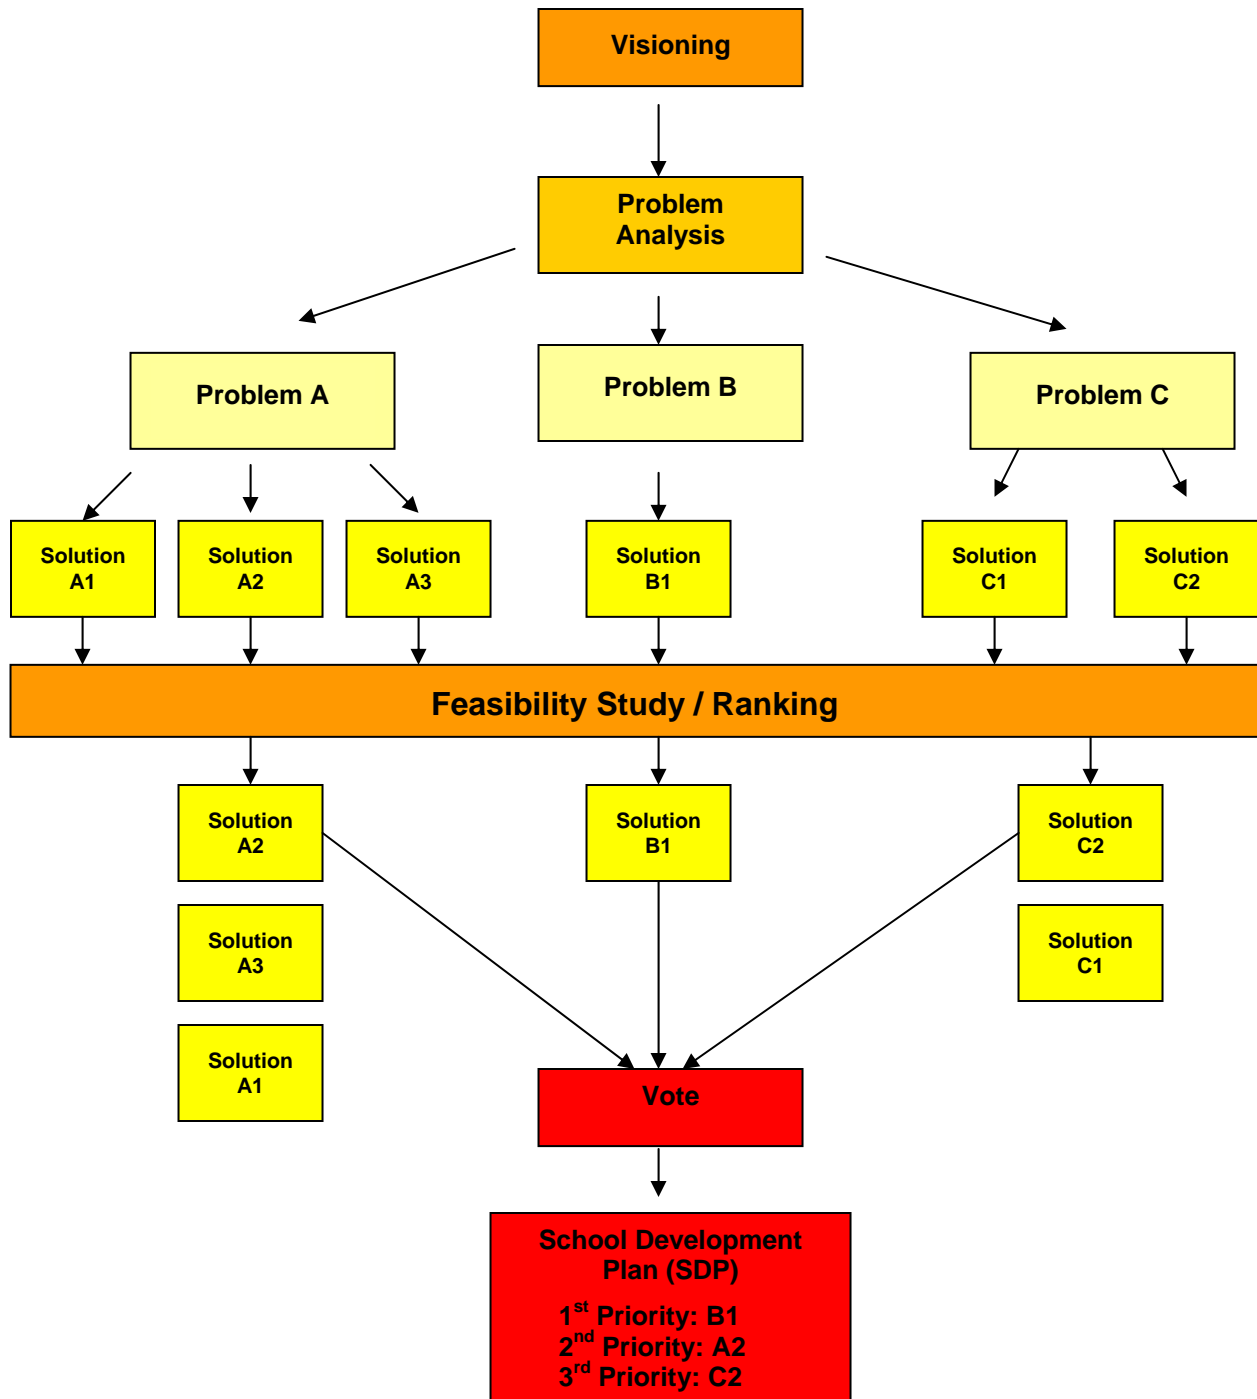 Visioning
Problem
Analysis
Problem A
Problem B
Problem C
Solution
A1
Solution
A2
Solution
A3
Solution
B1
Solution
C1
Solution
C2
Feasibility Study / Ranking
Solution
A2
Solution
B1
Solution
C2
Solution
A3
Solution
C1
Solution
A1
Vote
School Development
Plan (SDP)
1st Priority: B1
2nd Priority: A2
3rd Priority: C2